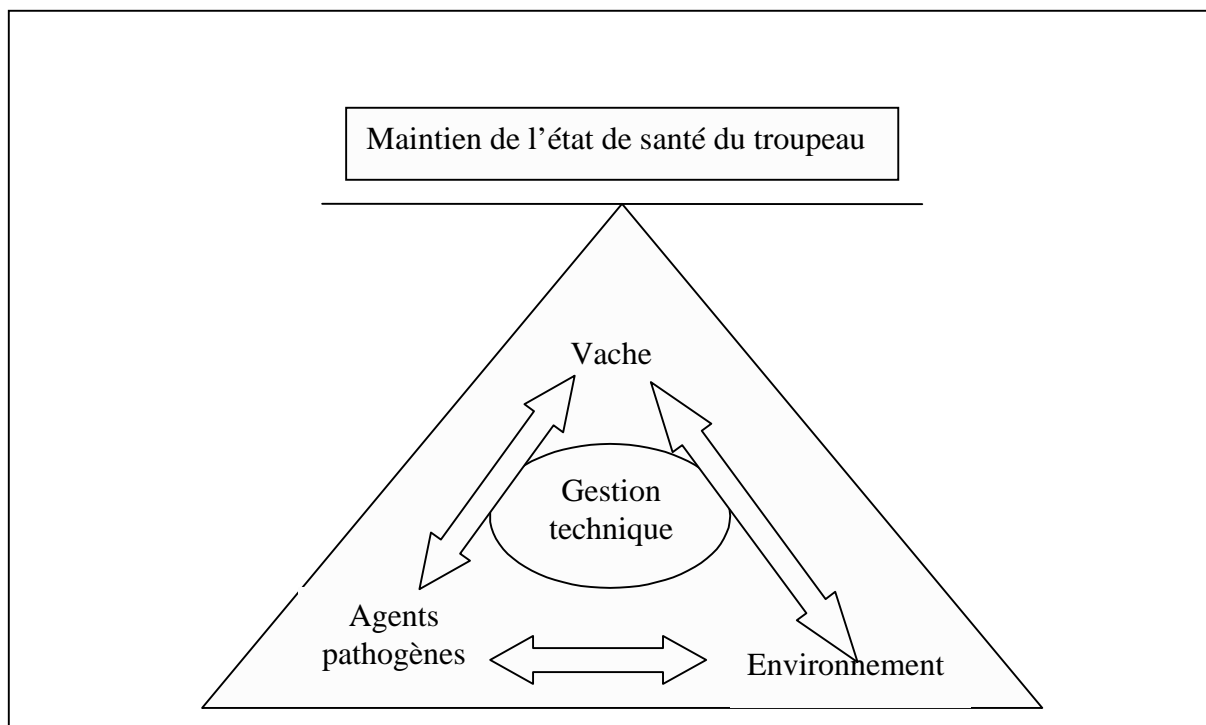 Maintien de l’état de santé du troupeau
Vache
Gestion
technique
Agents
pathogènes
Environnement